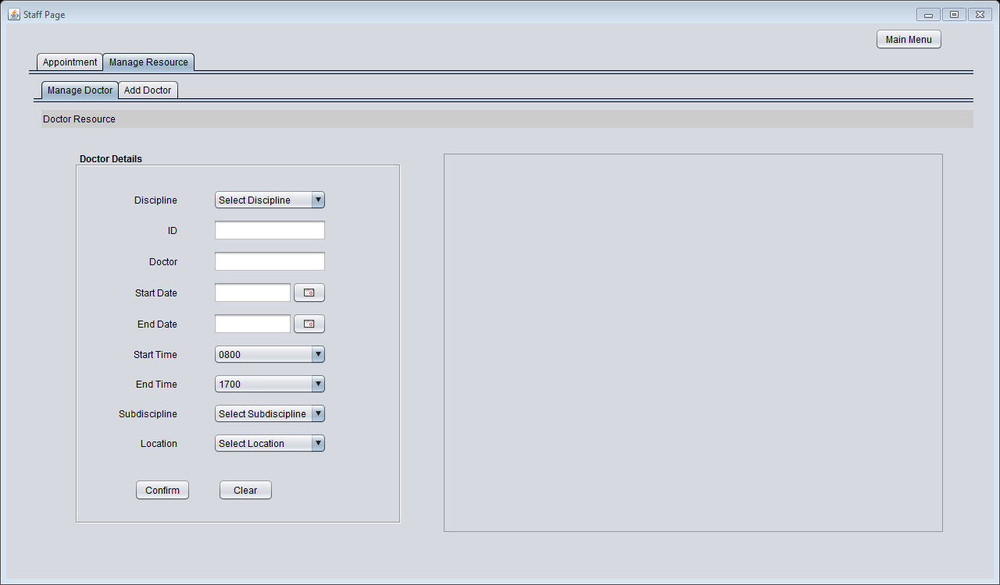 Staff Page
Main Menu
Appointment Manage Resource
Manage Doctor Add Doctor
Doctor Resource
Doctor Details
Discipline Select Discipline
ID
Doctor
Start Date
End Date
Start Time 0800
End Time 1700
Subdiscipline Select Subdiscipline
Location Select Location
Confirm Clear